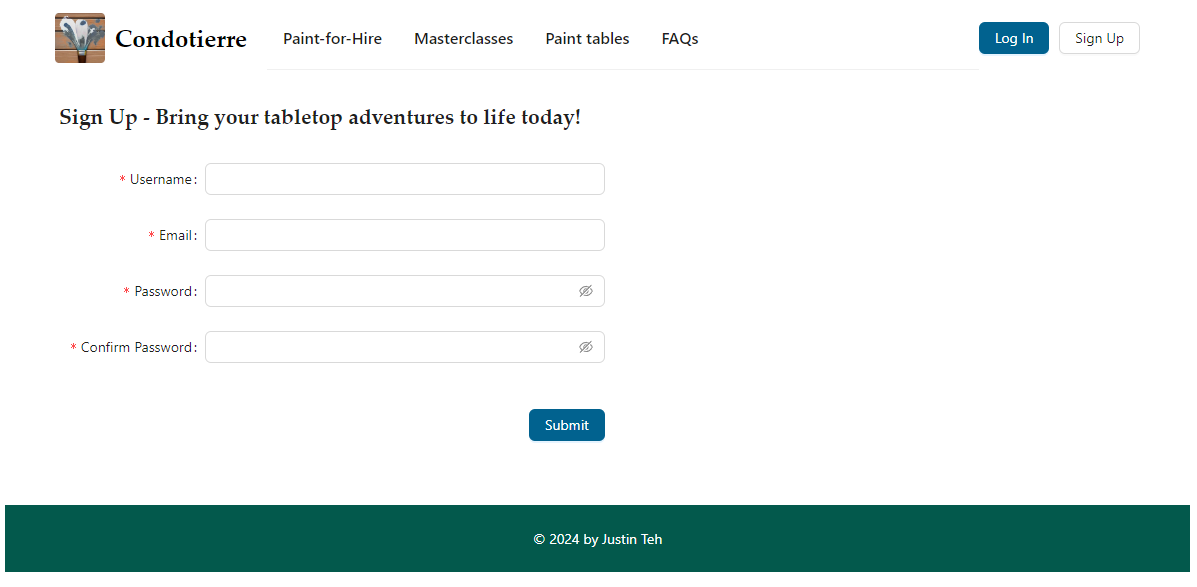 Condotierre Paint-for-Hire Masterclasses Paint tables FAQs Log In Sign Up
Sign Up - Bring your tabletop adventures to life today!
* Username:
* Email:
* Password:
* Confirm Password:
Submit
© 2024 by Justin Teh